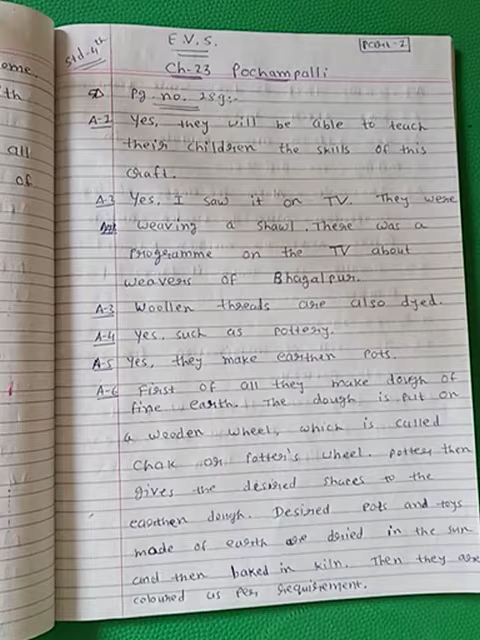 ome.
ith
all
of
Std-4th
E.V.S.
Ch-23 Pochampalli
Pg. no.
A-2 Yes, they will be able to teach
their children the skills of this
craft.
Yes, I saw it on TV. They were
weaving a shawl. There was a
programme on the TV about
weavers of Bhagalpur.
A-3 Woollen threads are also dyed.
A-4 Yes, such as pottery.
A-5 Yes, they make earthen pots.
A-6 First of all they make dough of
fine earth. The dough is put on
a wooden wheel, which is called
chak or Potter's wheel. potter then
gives the desired shapes to the
earthen dough. Desired pots and toys
made of earth are dried in the sun
and then baked in kiln. Then they are
coloured as per requirement.